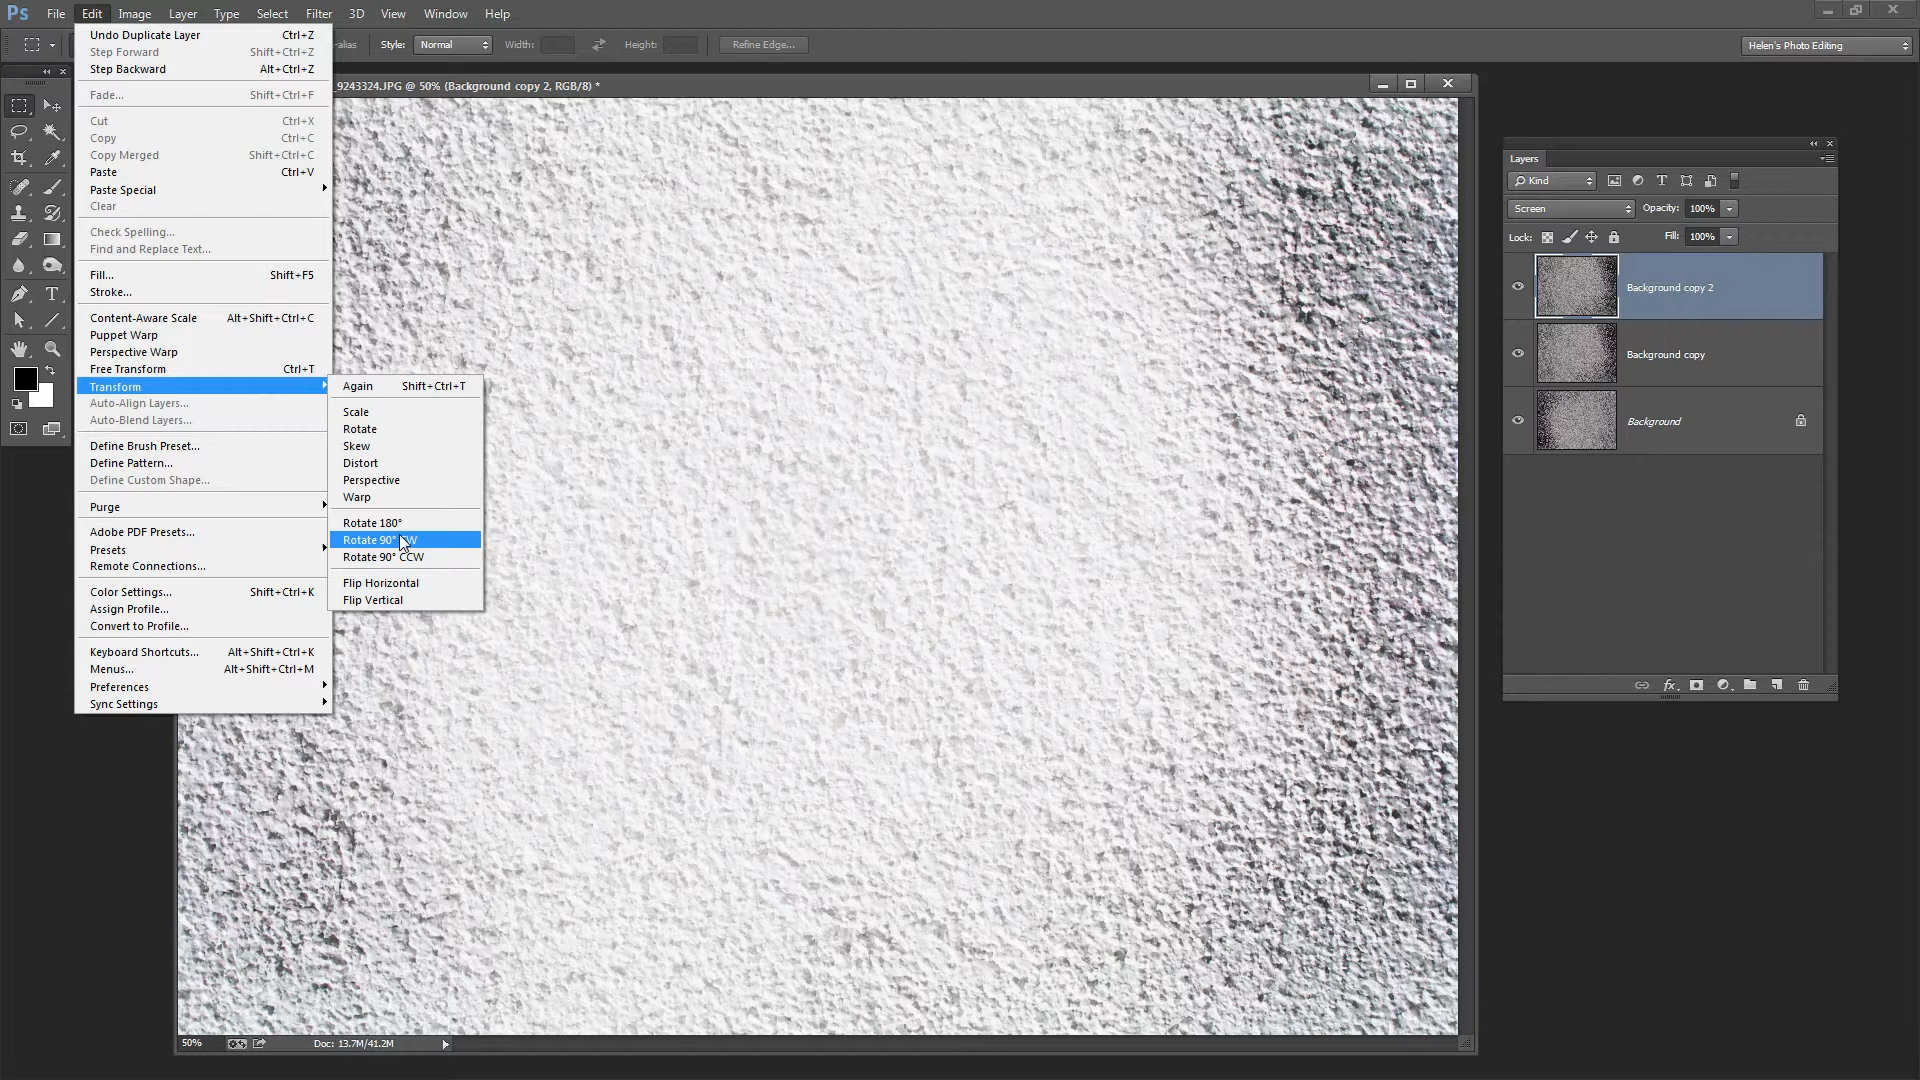 Ps File Edit Image Layer Type Select Filter 3D View Window Help
-alias Style: Normal Width: Height: Refine Edge... Helen's Photo Editing
_9243324.JPG @ 50% (Background copy 2, RGB/8) *
Undo Duplicate Layer Ctrl+Z
Step Forward Shift+Ctrl+Z
Step Backward Alt+Ctrl+Z
Fade... Shift+Ctrl+F
Cut Ctrl+X
Copy Ctrl+C
Copy Merged Shift+Ctrl+C
Paste Ctrl+V
Paste Special
Clear
Check Spelling...
Find and Replace Text...
Fill... Shift+F5
Stroke...
Content-Aware Scale Alt+Shift+Ctrl+C
Puppet Warp
Perspective Warp
Free Transform Ctrl+T
Transform
Auto-Align Layers...
Auto-Blend Layers...
Define Brush Preset...
Define Pattern...
Define Custom Shape...
Purge
Adobe PDF Presets...
Presets
Remote Connections...
Color Settings... Shift+Ctrl+K
Assign Profile...
Convert to Profile...
Keyboard Shortcuts... Alt+Shift+Ctrl+K
Menus... Alt+Shift+Ctrl+M
Preferences
Sync Settings
Again Shift+Ctrl+T
Scale
Rotate
Skew
Distort
Perspective
Warp
Rotate 180°
Rotate 90° CW
Rotate 90° CCW
Flip Horizontal
Flip Vertical
Layers
Kind
Screen Opacity: 100%
Lock: Fill: 100%
Background copy 2
Background copy
Background
50% Doc: 13.7M/41.2M